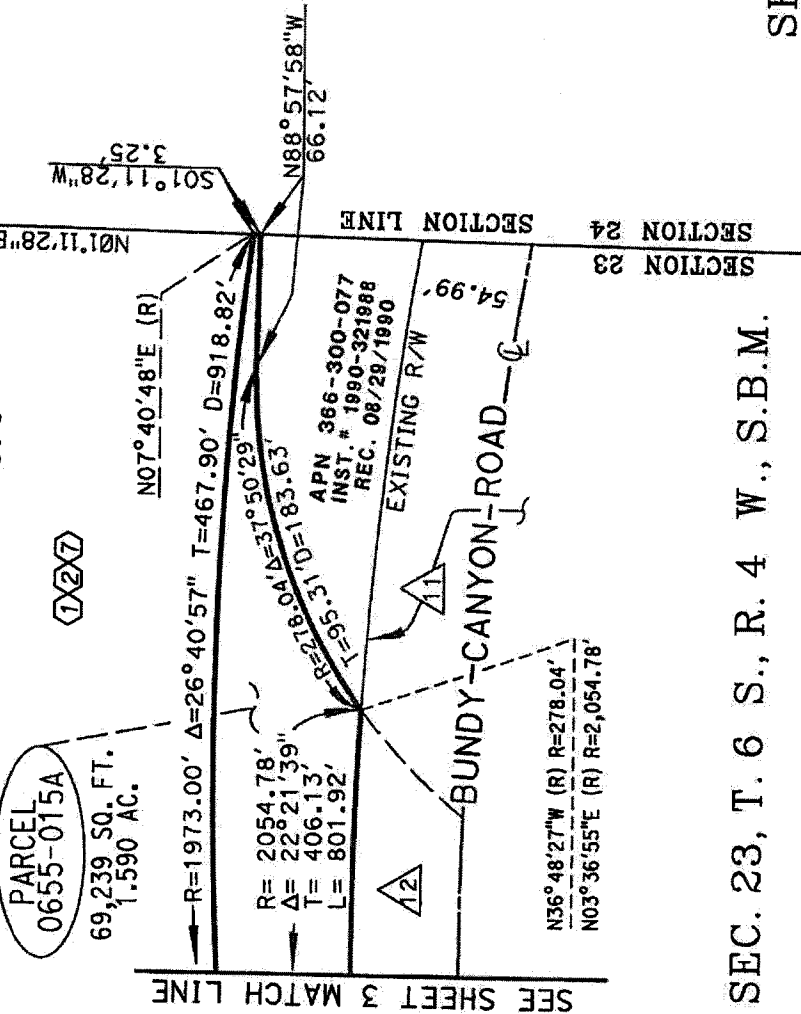 PARCEL
0655-015A
69,239 SQ. FT.
1.590 AC.
1 2 7
N01°11'28"E
S01°11'28"W
3.25'
N88°57'58"W
66.12'
N07°40'48"E (R)
R=1973.00' Δ=26°40'57" T=467.90' D=918.82'
R=278.04' Δ=37°50'29"
T=95.31' D=183.63'
R= 2054.78'
Δ= 22°21'39"
T= 406.13'
L= 801.92'
APN 366-300-077
INST.# 1990-321988
REC. 08/29/1990
EXISTING R/W
54.99'
SECTION LINE
SECTION 24
SECTION 23
11
12
BUNDY-CANYON-ROAD
N36°48'27"W (R) R=278.04'
N03°36'55"E (R) R=2,054.78'
SEE SHEET 3 MATCH LINE
SEC. 23, T. 6 S., R. 4 W., S.B.M.